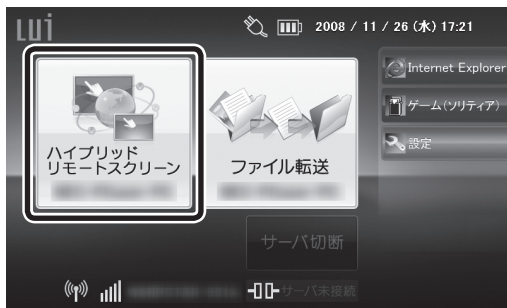 LUi
2008 / 11 / 26 (水) 17:21
Internet Explorer
ゲーム(ソリティア)
設定
ハイブリッド
リモートスクリーン
ファイル転送
サーバ切断
サーバ未接続